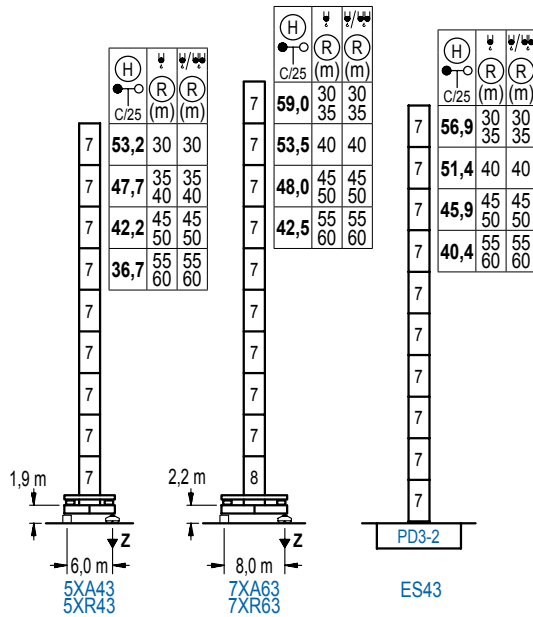 H
C/25
R
(m)
R
(m)
53,2 30 30
47,7 35 40 35 40
42,2 45 50 45 50
36,7 55 60 55 60
7
7
7
7
7
7
7
7
7
1,9 m
6,0 m
Z
5XA43
5XR43
H
C/25
R
(m)
R
(m)
59,0 30 35 30 35
53,5 40 40
48,0 45 50 45 50
42,5 55 60 55 60
7
7
7
7
7
7
7
7
7
8
2,2 m
8,0 m
Z
7XA63
7XR63
H
C/25
R
(m)
R
(m)
56,9 30 35 30 35
51,4 40 40
45,9 45 50 45 50
40,4 55 60 55 60
7
7
7
7
7
7
7
7
7
7
PD3-2
ES43